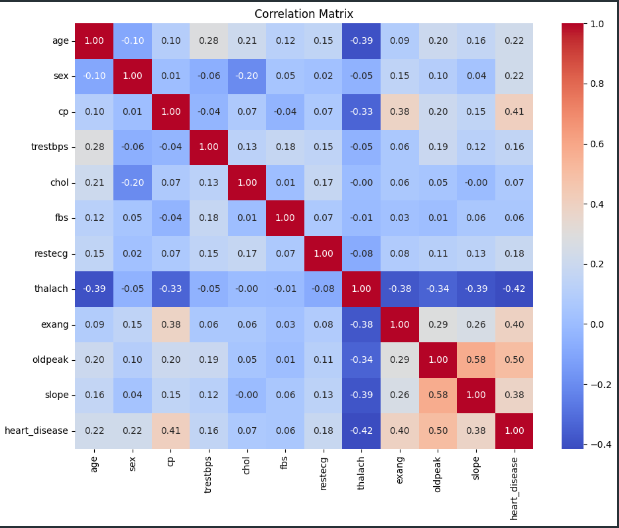 Correlation Matrix
age 1.00 -0.10 0.10 0.28 0.21 0.12 0.15 -0.39 0.09 0.20 0.16 0.22
sex -0.10 1.00 0.01 -0.06 -0.20 0.05 0.02 -0.05 0.15 0.10 0.04 0.22
cp 0.10 0.01 1.00 -0.04 0.07 -0.04 0.07 -0.33 0.38 0.20 0.15 0.41
trestbps 0.28 -0.06 -0.04 1.00 0.13 0.18 0.15 -0.05 0.06 0.19 0.12 0.16
chol 0.21 -0.20 0.07 0.13 1.00 0.01 0.17 -0.00 0.06 0.05 -0.00 0.07
fbs 0.12 0.05 -0.04 0.18 0.01 1.00 0.07 -0.01 0.03 0.01 0.06 0.06
restecg 0.15 0.02 0.07 0.15 0.17 0.07 1.00 -0.08 0.08 0.11 0.13 0.18
thalach -0.39 -0.05 -0.33 -0.05 -0.00 -0.01 -0.08 1.00 -0.38 -0.34 -0.39 -0.42
exang 0.09 0.15 0.38 0.06 0.06 0.03 0.08 -0.38 1.00 0.29 0.26 0.40
oldpeak 0.20 0.10 0.20 0.19 0.05 0.01 0.11 -0.34 0.29 1.00 0.58 0.50
slope 0.16 0.04 0.15 0.12 -0.00 0.06 0.13 -0.39 0.26 0.58 1.00 0.38
heart_disease 0.22 0.22 0.41 0.16 0.07 0.06 0.18 -0.42 0.40 0.50 0.38 1.00
age sex cp trestbps chol fbs restecg thalach exang oldpeak slope heart_disease
1.0
0.8
0.6
0.4
0.2
0.0
−0.2
−0.4